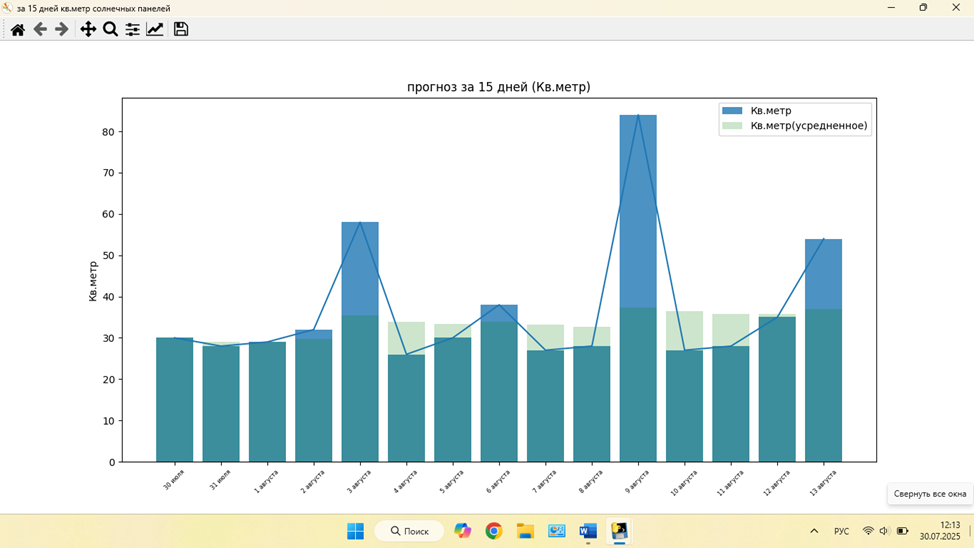 за 15 дней кв.метр солнечных панелей
прогноз за 15 дней (Кв.метр)
Кв.метр
Кв.метр(усредненное)
Кв.метр
80
70
60
50
40
30
20
10
0
30 июля
31 июля
1 августа
2 августа
3 августа
4 августа
5 августа
6 августа
7 августа
8 августа
9 августа
10 августа
11 августа
12 августа
13 августа
Свернуть все окна
Поиск
РУС
12:13
30.07.2025